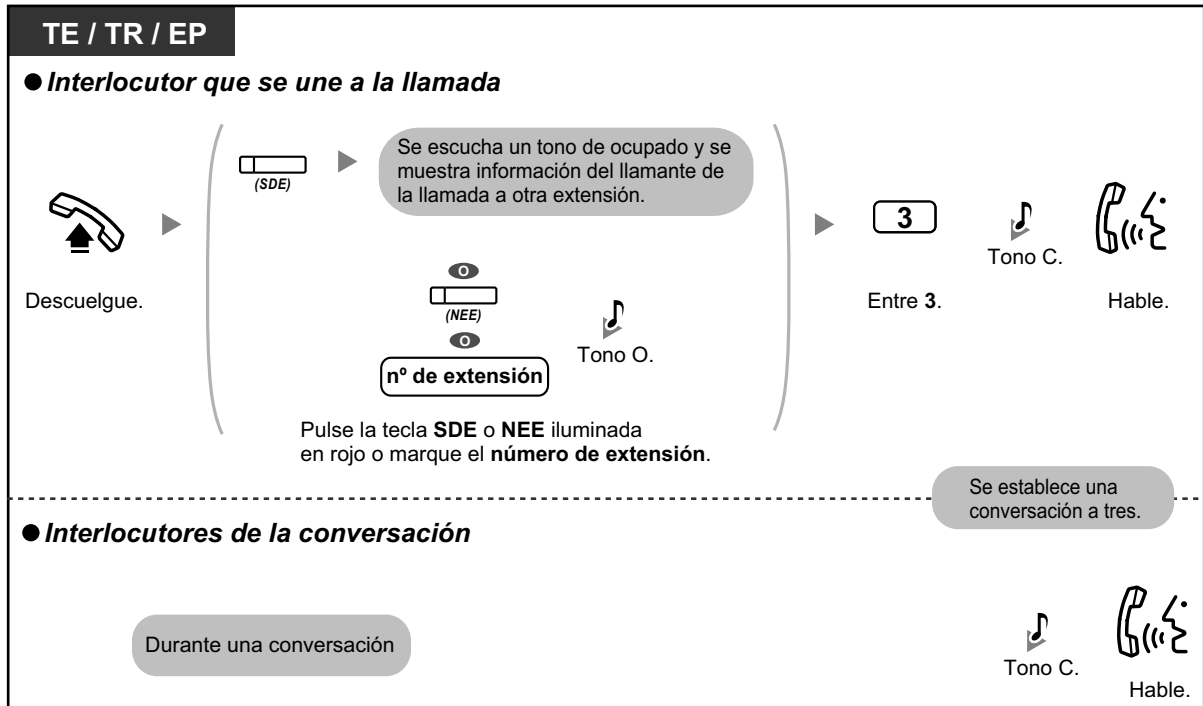 TE / TR / EP
● Interlocutor que se une a la llamada
(SDE)
Se escucha un tono de ocupado y se
muestra información del llamante de
la llamada a otra extensión.
Descuelgue.
O
(NEE)
O
nº de extensión
Tono O.
Pulse la tecla SDE o NEE iluminada
en rojo o marque el número de extensión.
3
Entre 3.
Tono C.
Hable.
Se establece una
conversación a tres.
● Interlocutores de la conversación
Durante una conversación
Tono C.
Hable.